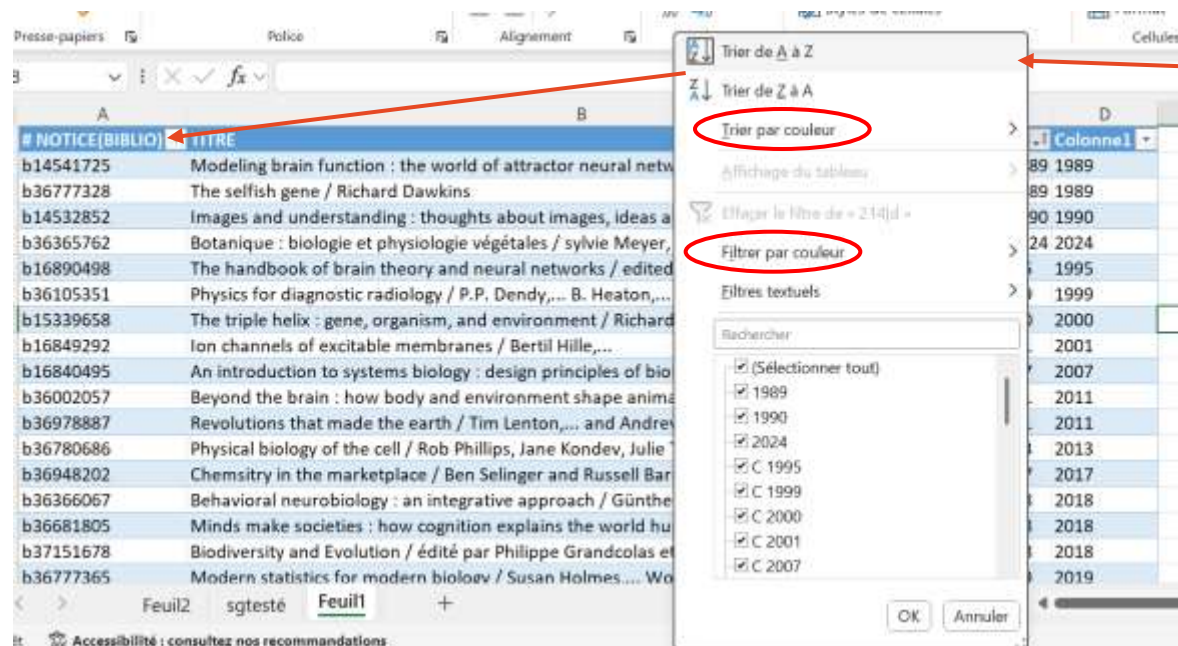 Presse-papiers Police Alignement Cellules
fx
A B D
# NOTICE(BIBLIO) TITRE Colonne1
b14541725 Modeling brain function : the world of attractor neural netw 89 1989
b36777328 The selfish gene / Richard Dawkins 89 1989
b14532852 Images and understanding : thoughts about images, ideas a 90 1990
b36365762 Botanique : biologie et physiologie végétales / sylvie Meyer, 24 2024
b16890498 The handbook of brain theory and neural networks / edited 1995
b36105351 Physics for diagnostic radiology / P.P. Dendy,... B. Heaton,... 1999
b15339658 The triple helix : gene, organism, and environment / Richard 2000
b16849292 Ion channels of excitable membranes / Bertil Hille,... 2001
b16840495 An introduction to systems biology : design principles of bio 2007
b36002057 Beyond the brain : how body and environment shape anima 2011
b36978887 Revolutions that made the earth / Tim Lenton,... and Andrew 2011
b36780686 Physical biology of the cell / Rob Phillips, Jane Kondev, Julie 2013
b36948202 Chemsitry in the marketplace / Ben Selinger and Russell Bar 2017
b36366067 Behavioral neurobiology : an integrative approach / Günthe 2018
b36681805 Minds make societies : how cognition explains the world hu 2018
b37151678 Biodiversity and Evolution / édité par Philippe Grandcolas et 2018
b36777365 Modern statistics for modern biology / Susan Holmes.... Wo 2019
Trier de A à Z
Trier de Z à A
Trier par couleur
Affichage du tableau
Effacer le filtre de « 214|d »
Filtrer par couleur
Filtres textuels
Rechercher
(Sélectionner tout)
1989
1990
2024
C 1995
C 1999
C 2000
C 2001
C 2007
OK Annuler
Feuil2 sgtesté Feuil1 +
Accessibilité : consultez nos recommandations